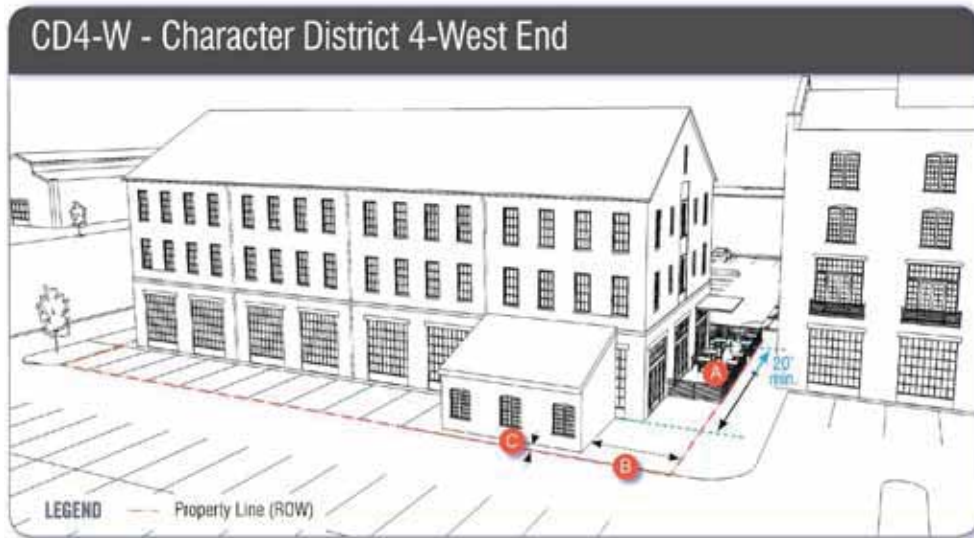 CD4-W - Character District 4-West End
A
20'
min.
C
B
LEGEND Property Line (ROW)